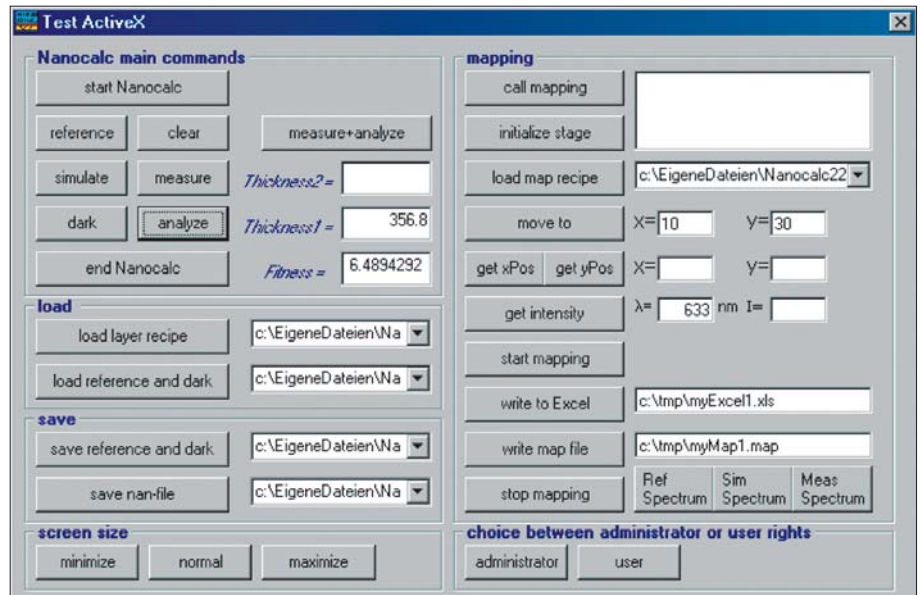 Test ActiveX
Nanocalc main commands
start Nanocalc
reference clear measure+analyze
simulate measure Thickness2 =
dark analyze Thickness1 = 356.8
end Nanocalc Fitness = 6.4894292
load
load layer recipe c:\EigeneDateien\Na
load reference and dark c:\EigeneDateien\Na
save
save reference and dark c:\EigeneDateien\Na
save nan-file c:\EigeneDateien\Na
screen size
minimize normal maximize
mapping
call mapping
initialize stage
load map recipe c:\EigeneDateien\Nanocalc22
move to X= 10 y= 30
get xPos get yPos X= y=
get intensity λ= 633 nm I=
start mapping
write to Excel c:\tmp\myExcel1.xls
write map file c:\tmp\myMap1.map
stop mapping Ref Spectrum Sim Spectrum Meas Spectrum
choice between administrator or user rights
administrator user